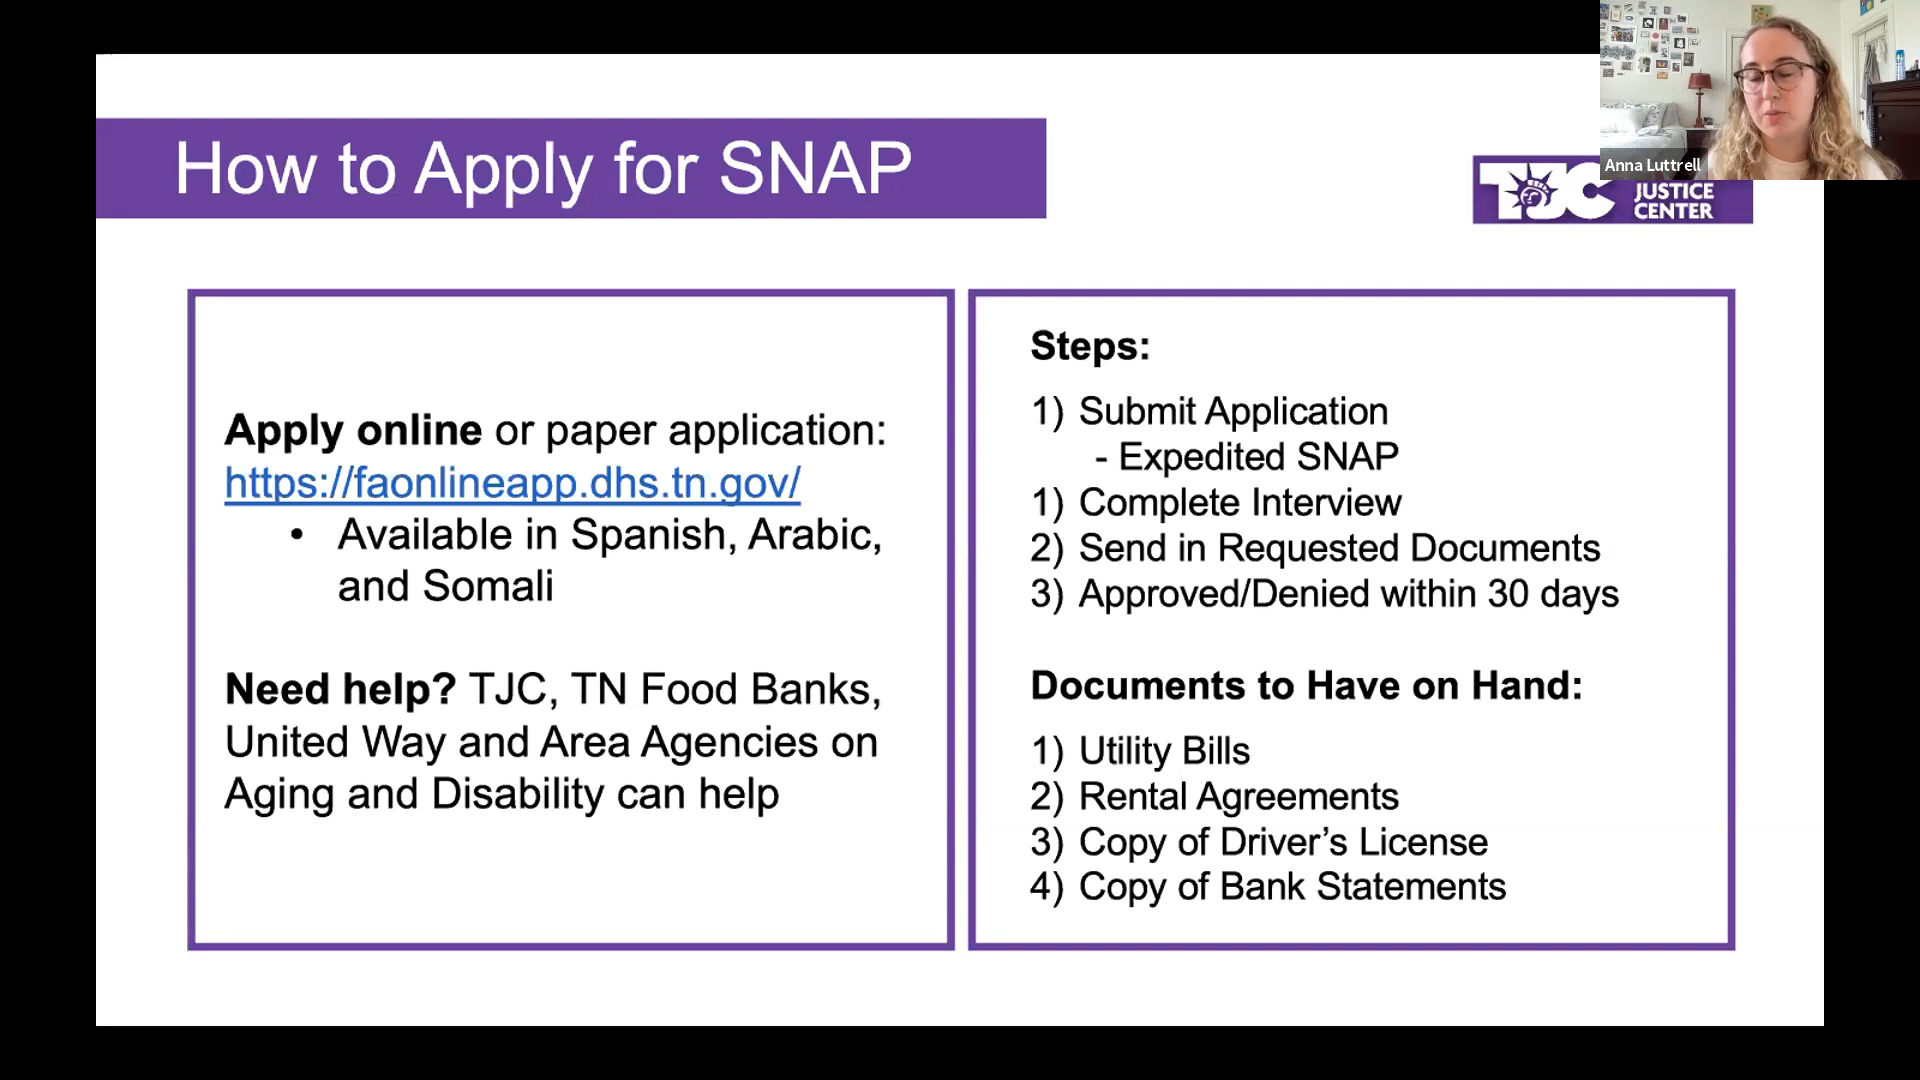 How to Apply for SNAP
Anna Luttrell
TJC JUSTICE
CENTER
Apply online or paper application:
https://faonlineapp.dhs.tn.gov/
• Available in Spanish, Arabic,
and Somali
Need help? TJC, TN Food Banks,
United Way and Area Agencies on
Aging and Disability can help
Steps:
1) Submit Application
- Expedited SNAP
1) Complete Interview
2) Send in Requested Documents
3) Approved/Denied within 30 days
Documents to Have on Hand:
1) Utility Bills
2) Rental Agreements
3) Copy of Driver’s License
4) Copy of Bank Statements